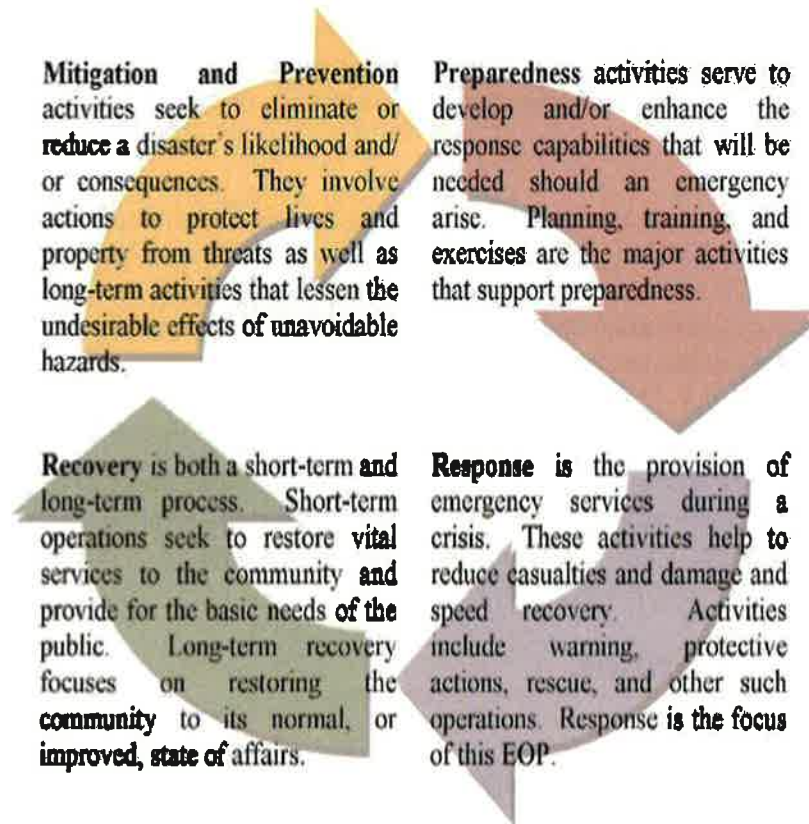 Mitigation and Prevention
activities seek to eliminate or
reduce a disaster's likelihood and/
or consequences. They involve
actions to protect lives and
property from threats as well as
long-term activities that lessen the
undesirable effects of unavoidable
hazards.
Preparedness activities serve to
develop and/or enhance the
response capabilities that will be
needed should an emergency
arise. Planning, training, and
exercises are the major activities
that support preparedness.
Recovery is both a short-term and
long-term process. Short-term
operations seek to restore vital
services to the community and
provide for the basic needs of the
public. Long-term recovery
focuses on restoring the
community to its normal, or
improved, state of affairs.
Response is the provision of
emergency services during a
crisis. These activities help to
reduce casualties and damage and
speed recovery. Activities
include warning, protective
actions, rescue, and other such
operations. Response is the focus
of this EOP.